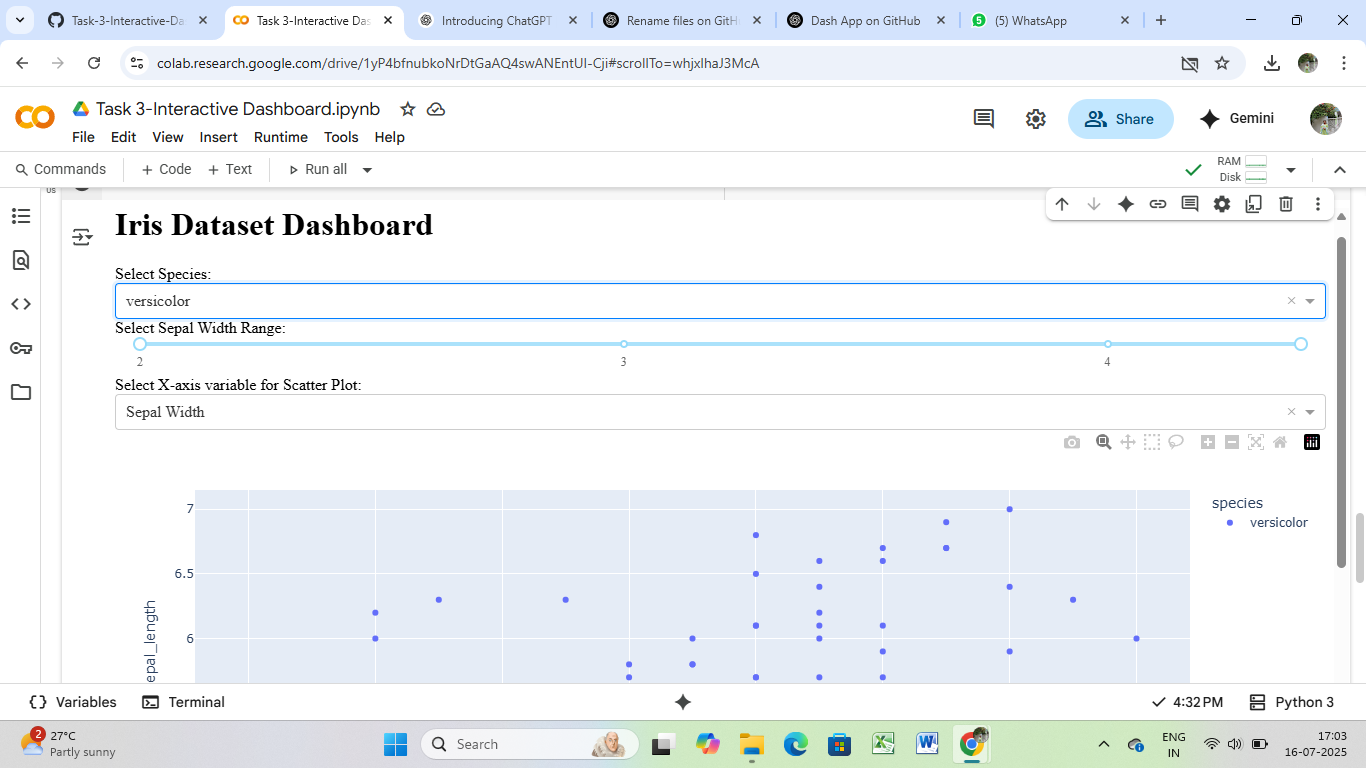 Task-3-Interactive-Da
Task 3-Interactive Das
Introducing ChatGPT
Rename files on GitH
Dash App on GitHub
5
(5) WhatsApp
colab.research.google.com/drive/1yP4bfnubkoNrDtGaAQ4swANEntUI-Cji#scrollTo=whjxIhaJ3McA
Task 3-Interactive Dashboard.ipynb
Share
Gemini
File Edit View Insert Runtime Tools Help
Commands + Code + Text Run all
RAM
Disk
0s
Iris Dataset Dashboard
Select Species:
versicolor
Select Sepal Width Range:
2 3 4
Select X-axis variable for Scatter Plot:
Sepal Width
species
versicolor
7
6.5
6
epal_length
Variables Terminal
4:32 PM Python 3
2
27°C
Partly sunny
Search
ENG
IN
17:03
16-07-2025